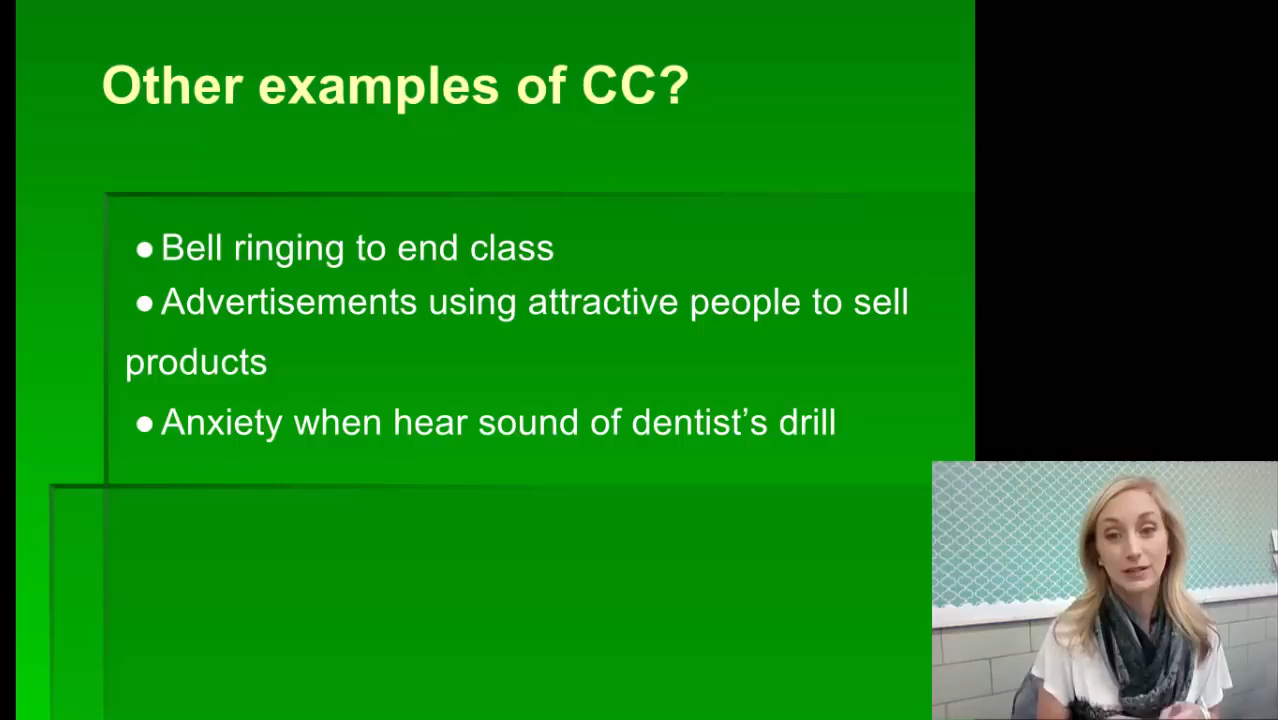 Other examples of CC?
●Bell ringing to end class
●Advertisements using attractive people to sell
products
●Anxiety when hear sound of dentist’s drill